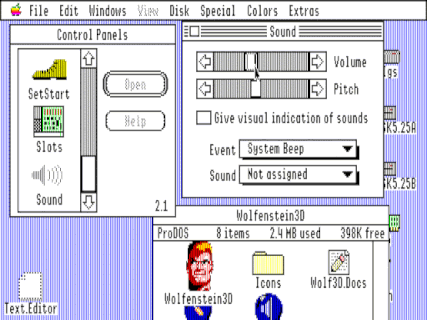 File Edit Windows View Disk Special Colors Extras
Control Panels
SetStart
Open
Slots
Help
Sound
2.1
Sound
Volume
Pitch
Give visual indication of sounds
Event System Beep
Sound Not assigned
gs
SK5.25A
SK5.25B
Wolfenstein3D
ProDOS 8 items 2.4 MB used 398K free
Wolfenstein3D
Icons
Wolf3D.Docs
Text.Editor